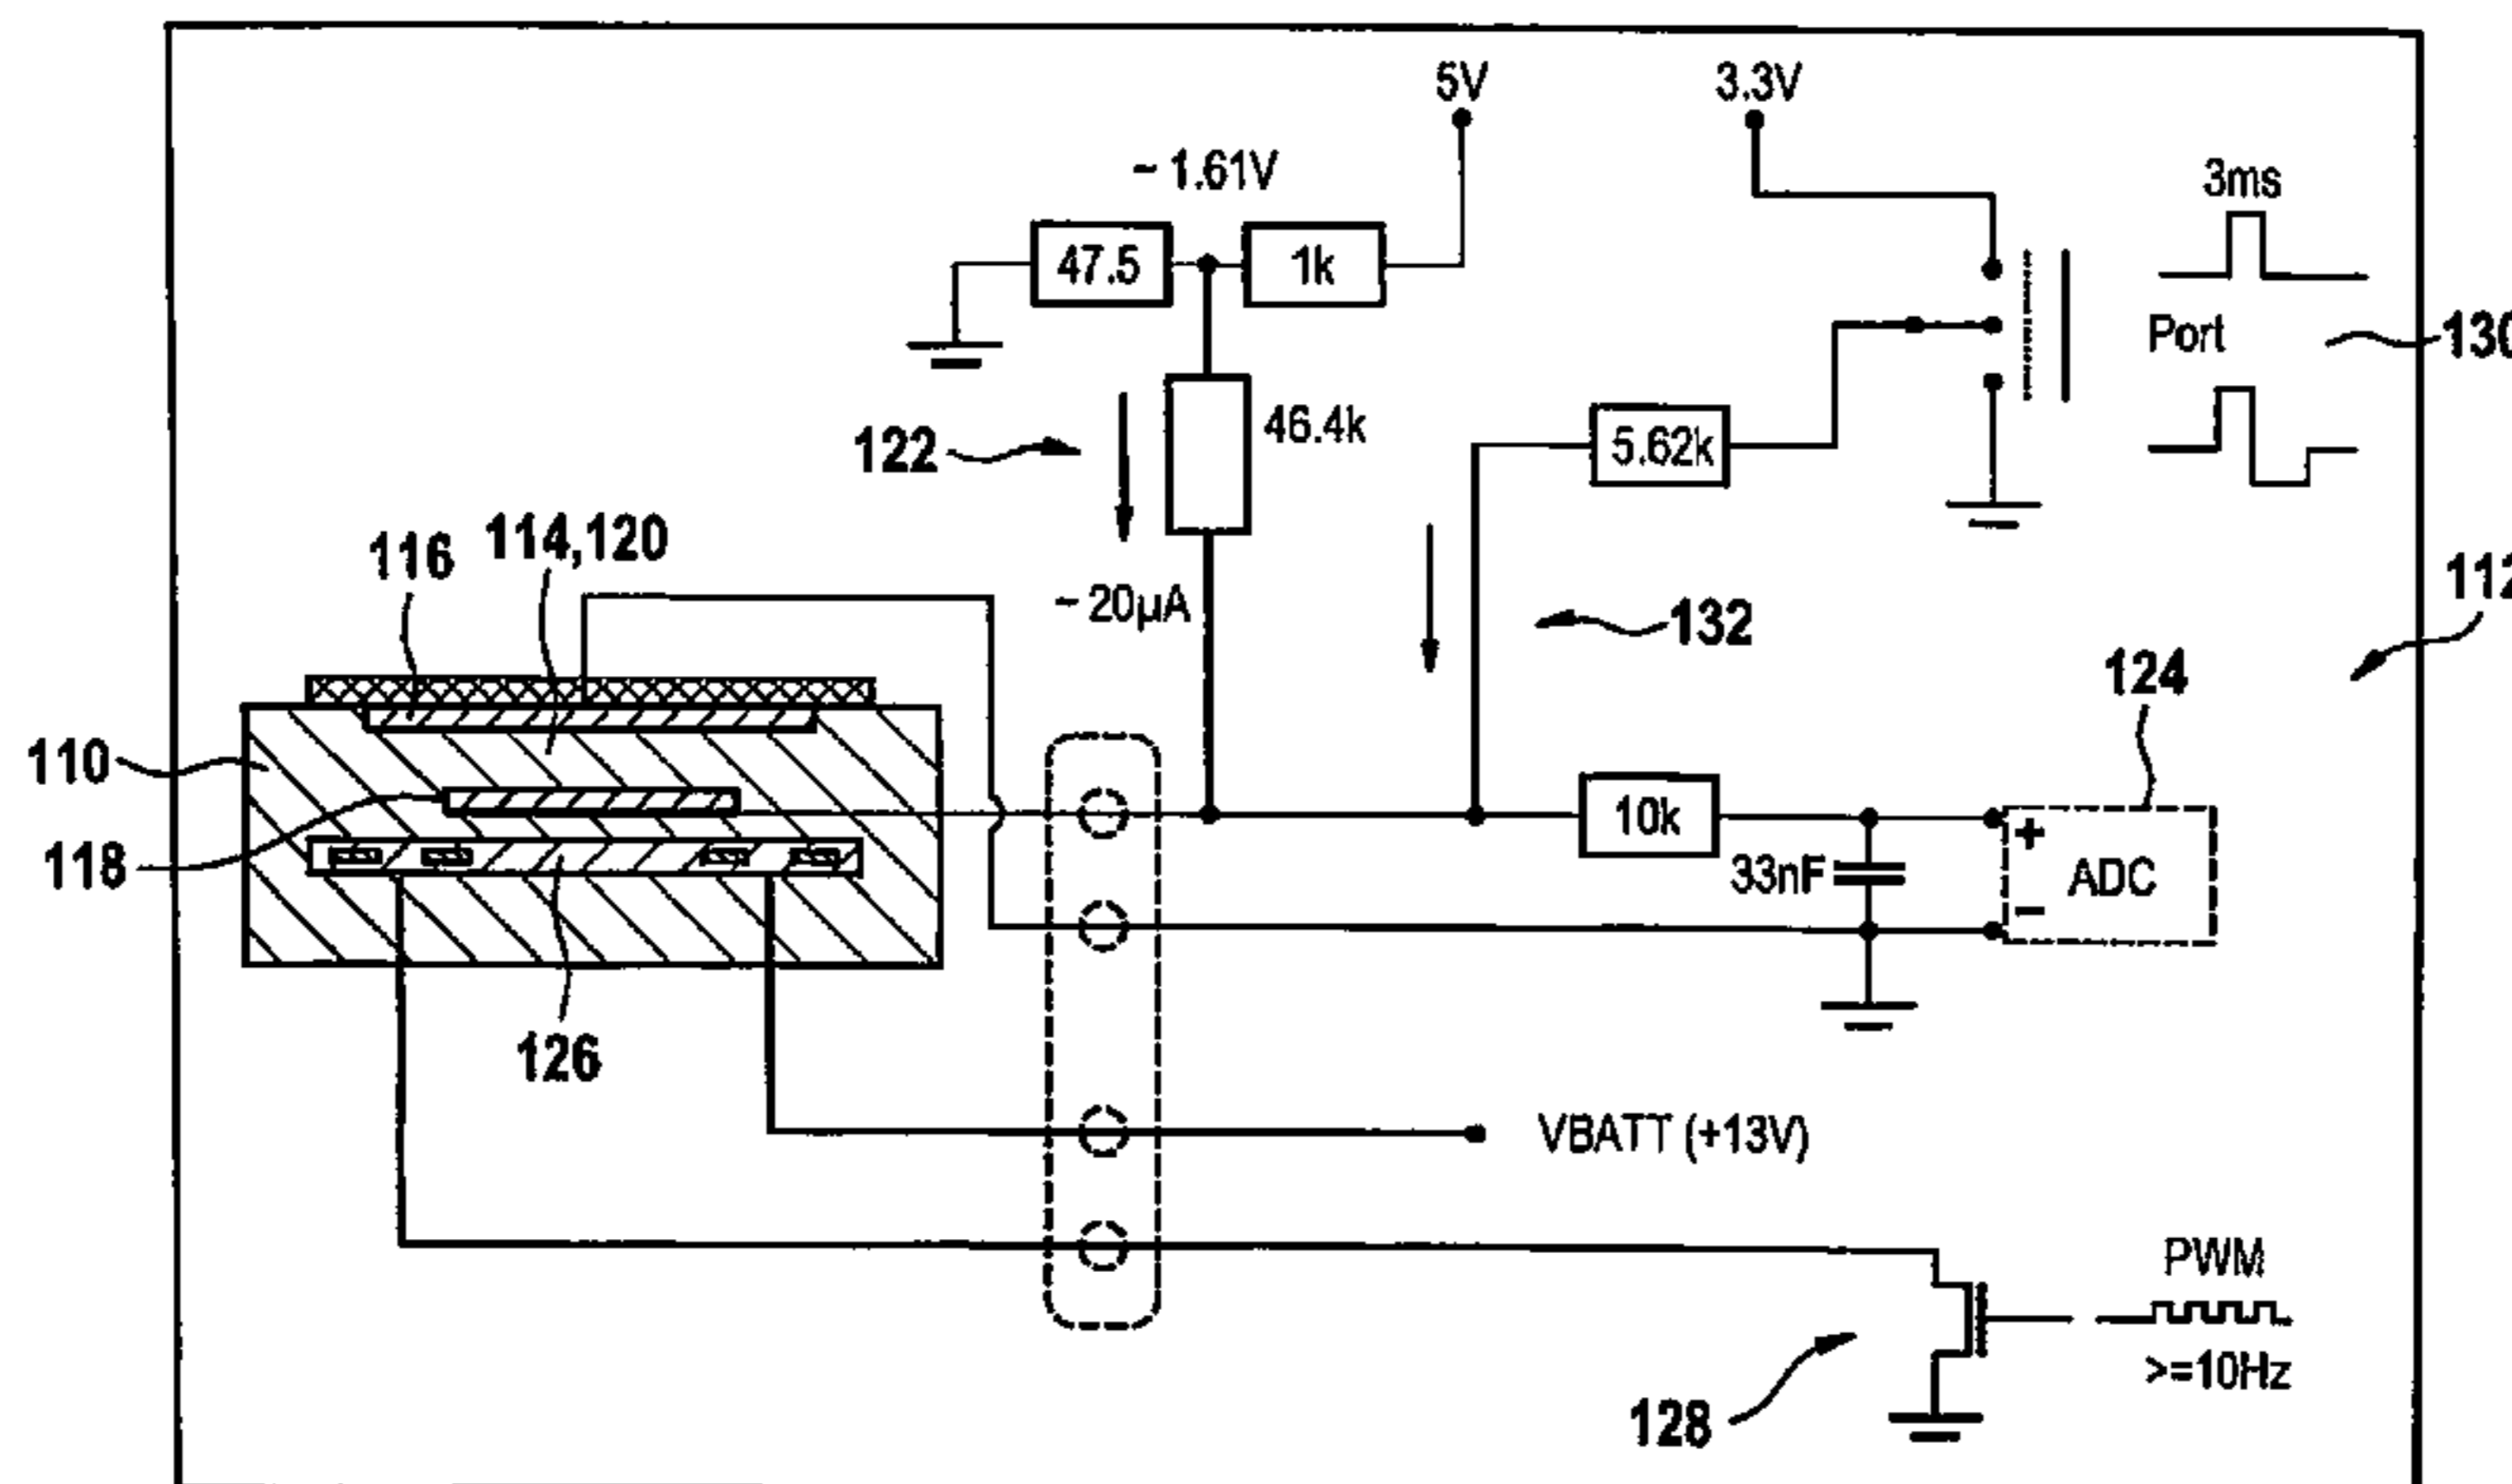 5V
3.3V
~ 1.61V
3ms
47.5
1k
Port
130
122
46.4k
5.62k
116
114,120
112
~ 20µA
132
124
110
10k
+
118
33nF
ADC
−
126
VBATT (+13V)
PWM
>=10Hz
128